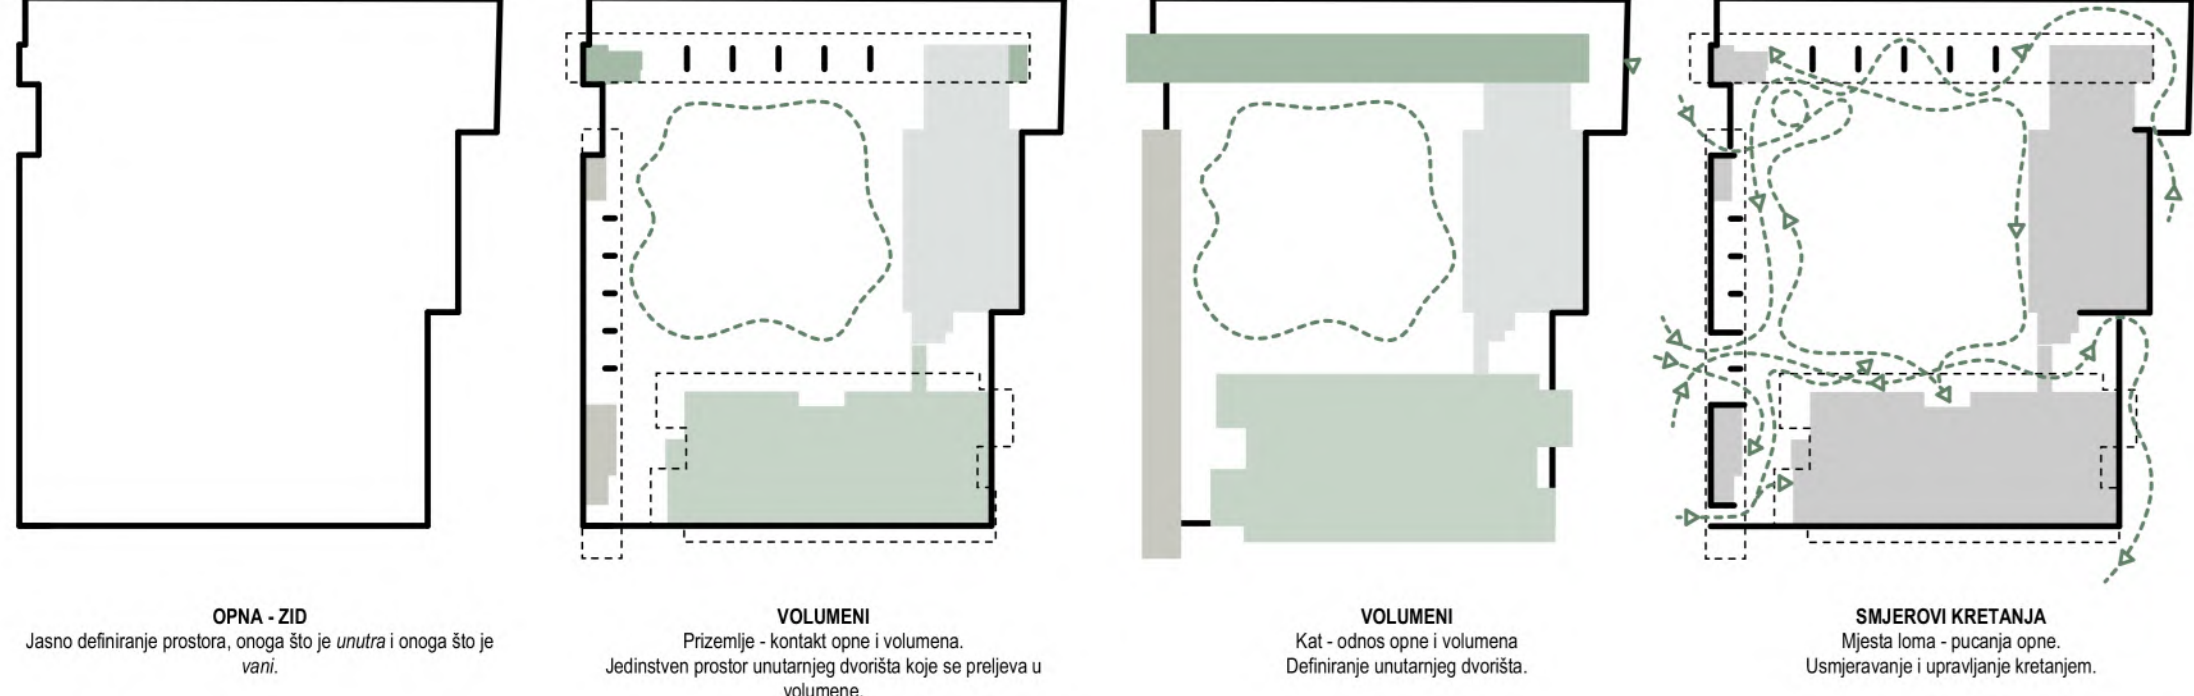 OPNA - ZID
Jasno definiranje prostora, onoga što je unutra i onoga što je
vani.
VOLUMENI
Prizemlje - kontakt opne i volumena.
Jedinstven prostor unutarnjeg dvorišta koje se preljeva u
volumene.
VOLUMENI
Kat - odnos opne i volumena
Definiranje unutarnjeg dvorišta.
SMJEROVI KRETANJA
Mjesta loma - pucanja opne.
Usmjeravanje i upravljanje kretanjem.